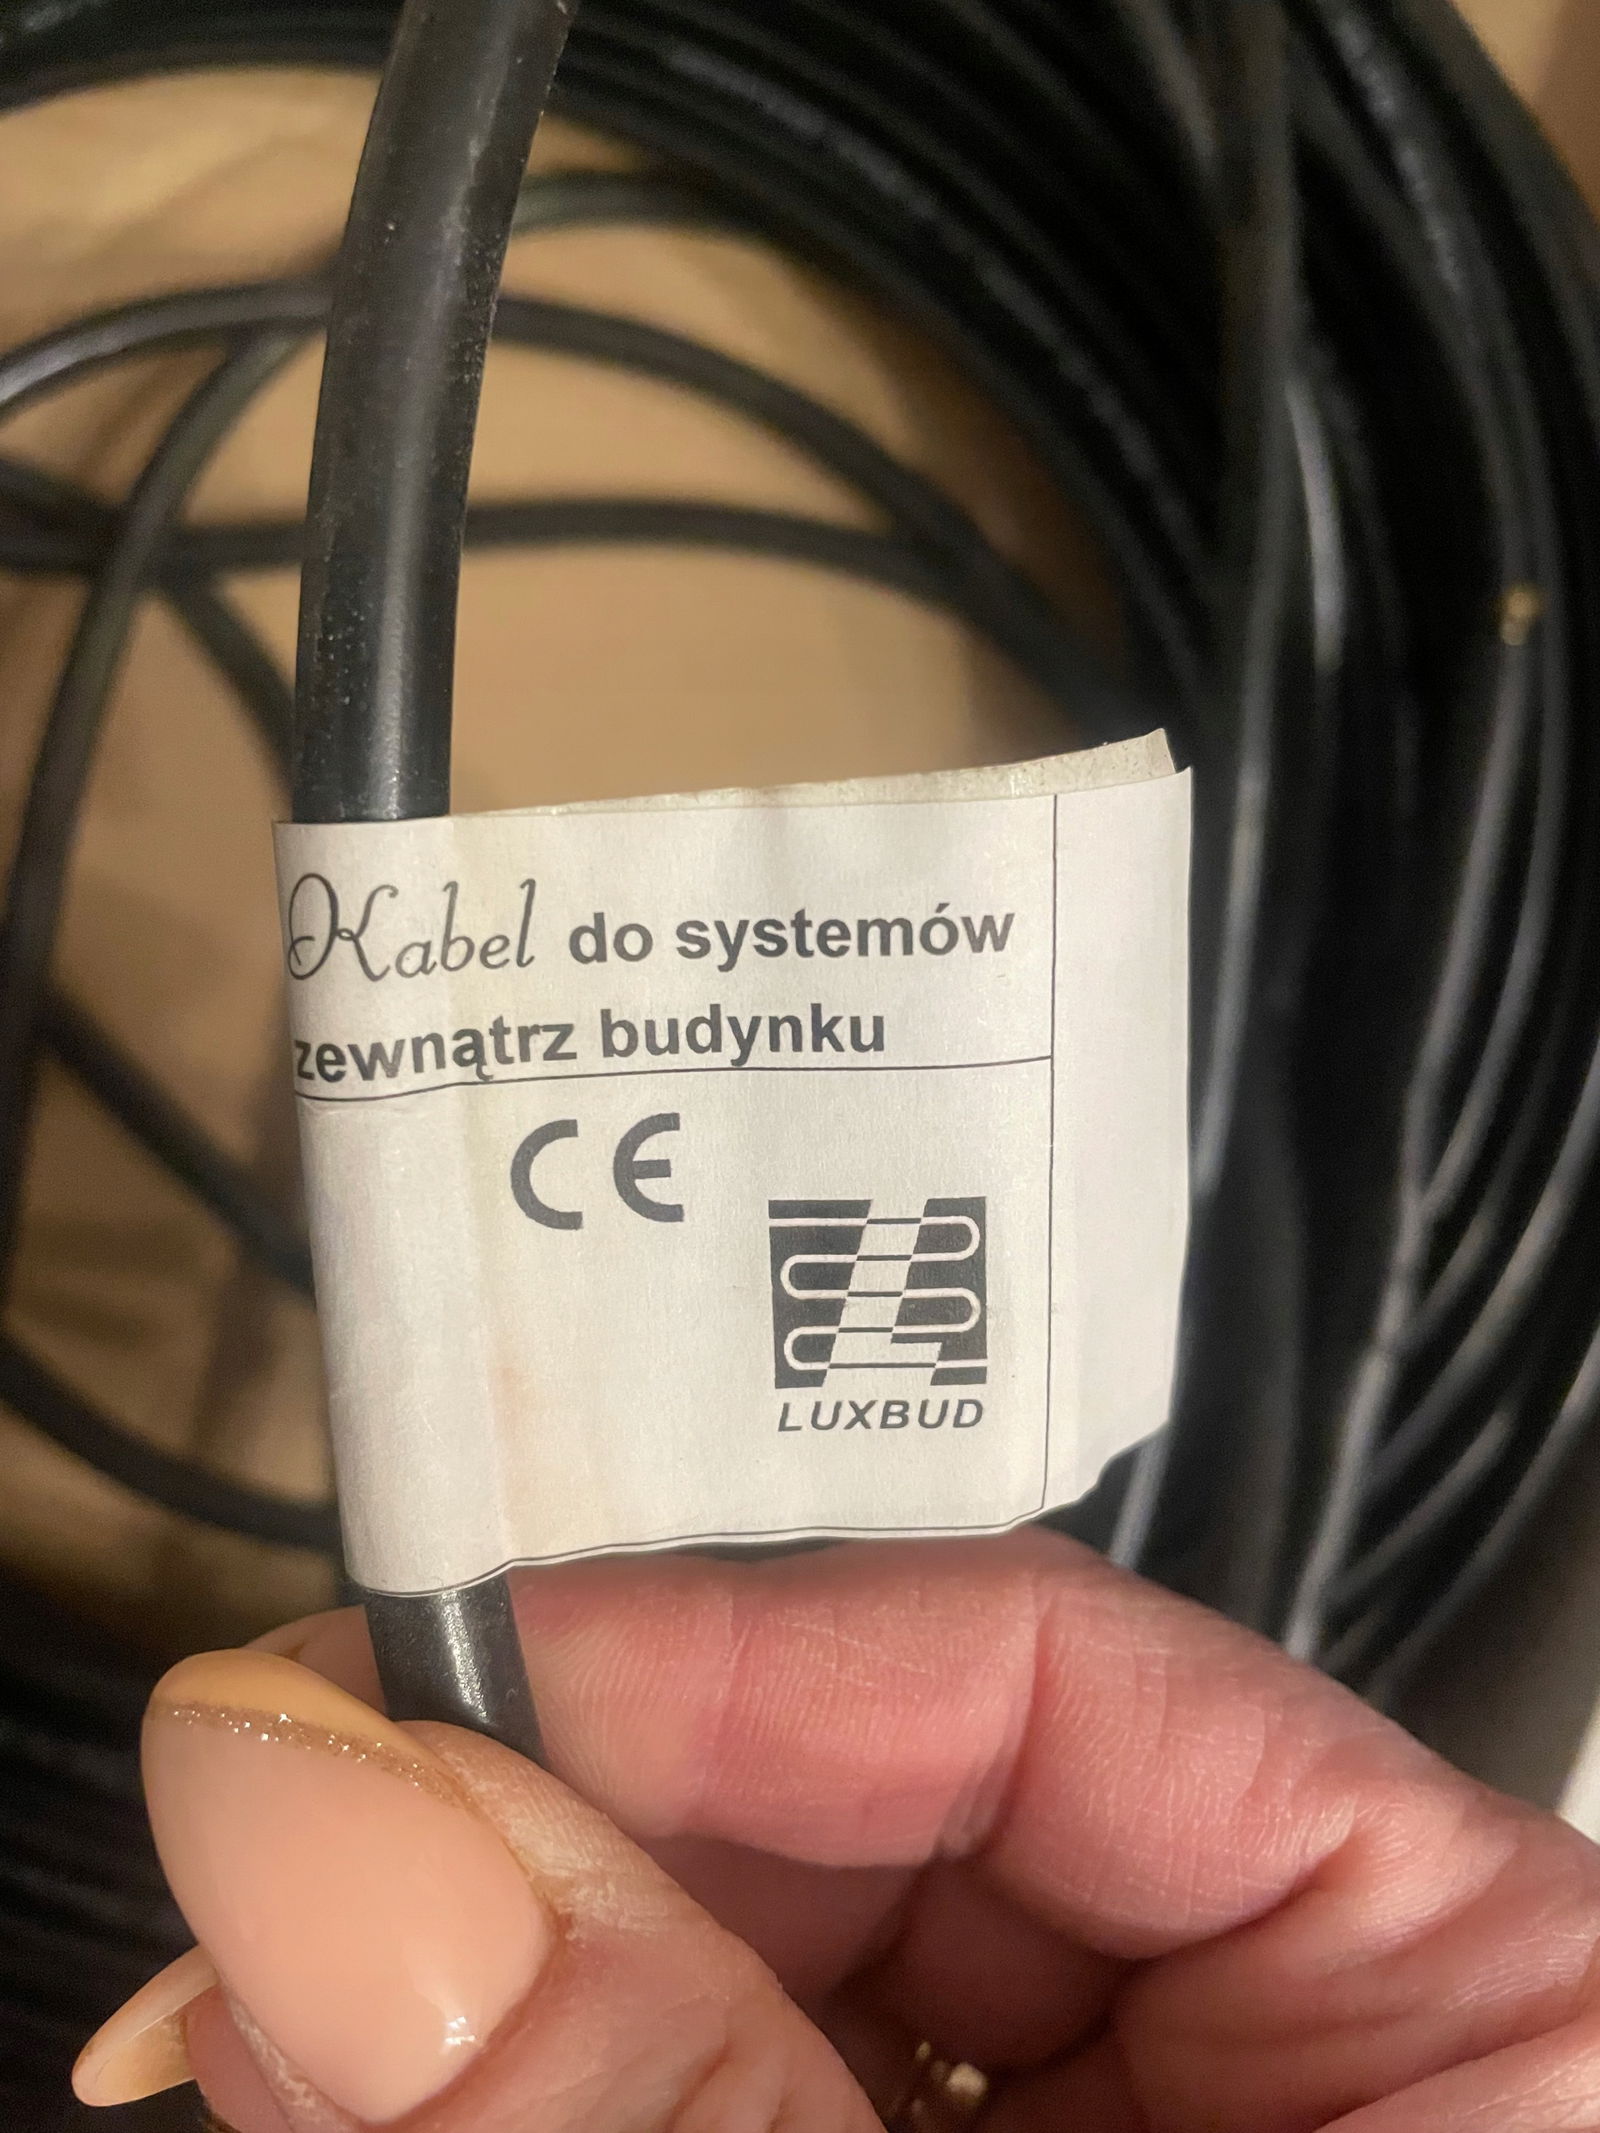 Kabel do systemów
zewnątrz budynku
CE
LUXBUD